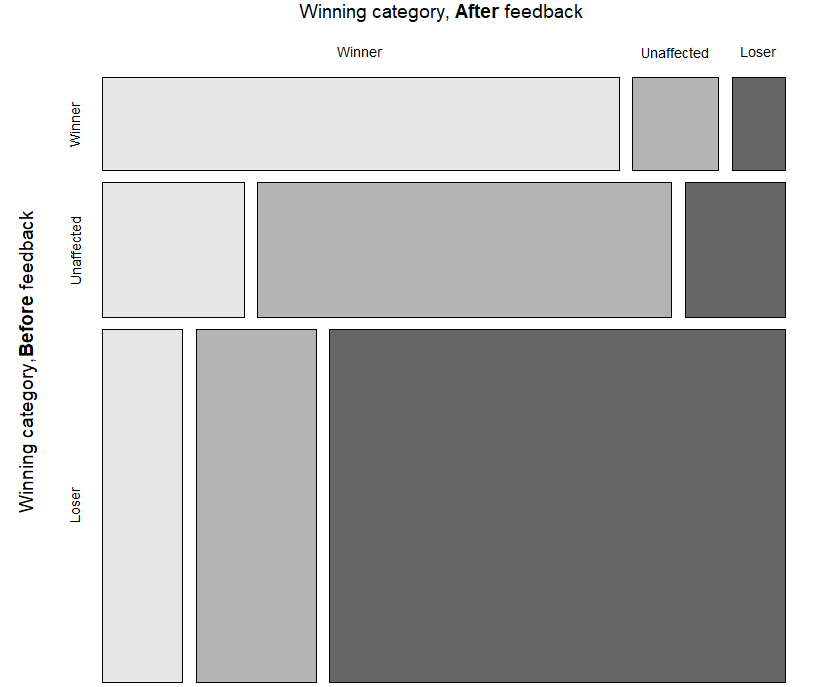 Winning category, After feedback
Winner Unaffected Loser
Winner
Unaffected
Loser
Winning category,Before feedback